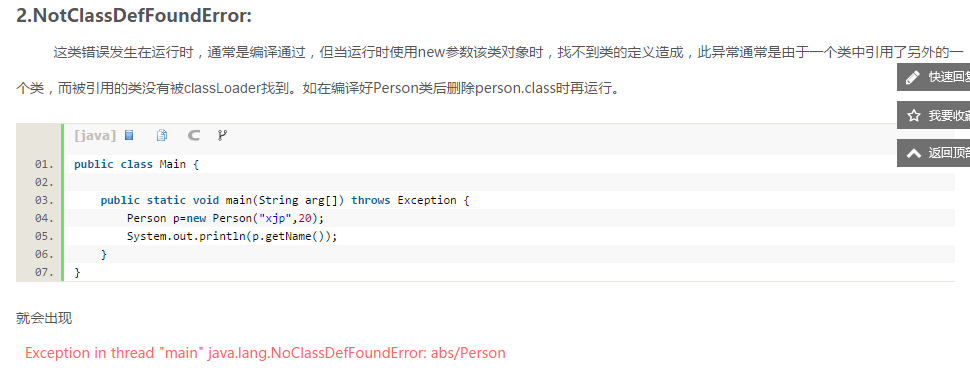 2.NotClassDefFoundError:
这类错误发生在运行时，通常是编译通过，但当运行时使用new参数该类对象时，找不到类的定义造成，此异常通常是由于一个类中引用了另外的一
快速回复
个类，而被引用的类没有被classLoader找到。如在编译好Person类后删除person.class时再运行。
我要收藏
[java]
返回顶部
01. public class Main {
02.
03. public static void main(String arg[]) throws Exception {
04. Person p=new Person("xjp",20);
05. System.out.println(p.getName());
06. }
07. }
就会出现
Exception in thread "main" java.lang.NoClassDefFoundError: abs/Person